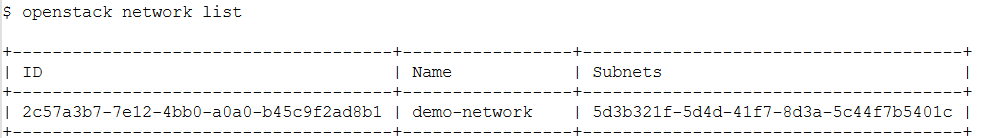 $ openstack network list
+--------------------------------------+-----------------+--------------------------------------+
| ID | Name | Subnets |
+--------------------------------------+-----------------+--------------------------------------+
| 2c57a3b7-7e12-4bb0-a0a0-b45c9f2ad8b1 | demo-network | 5d3b321f-5d4d-41f7-8d3a-5c44f7b5401c |
+--------------------------------------+-----------------+--------------------------------------+